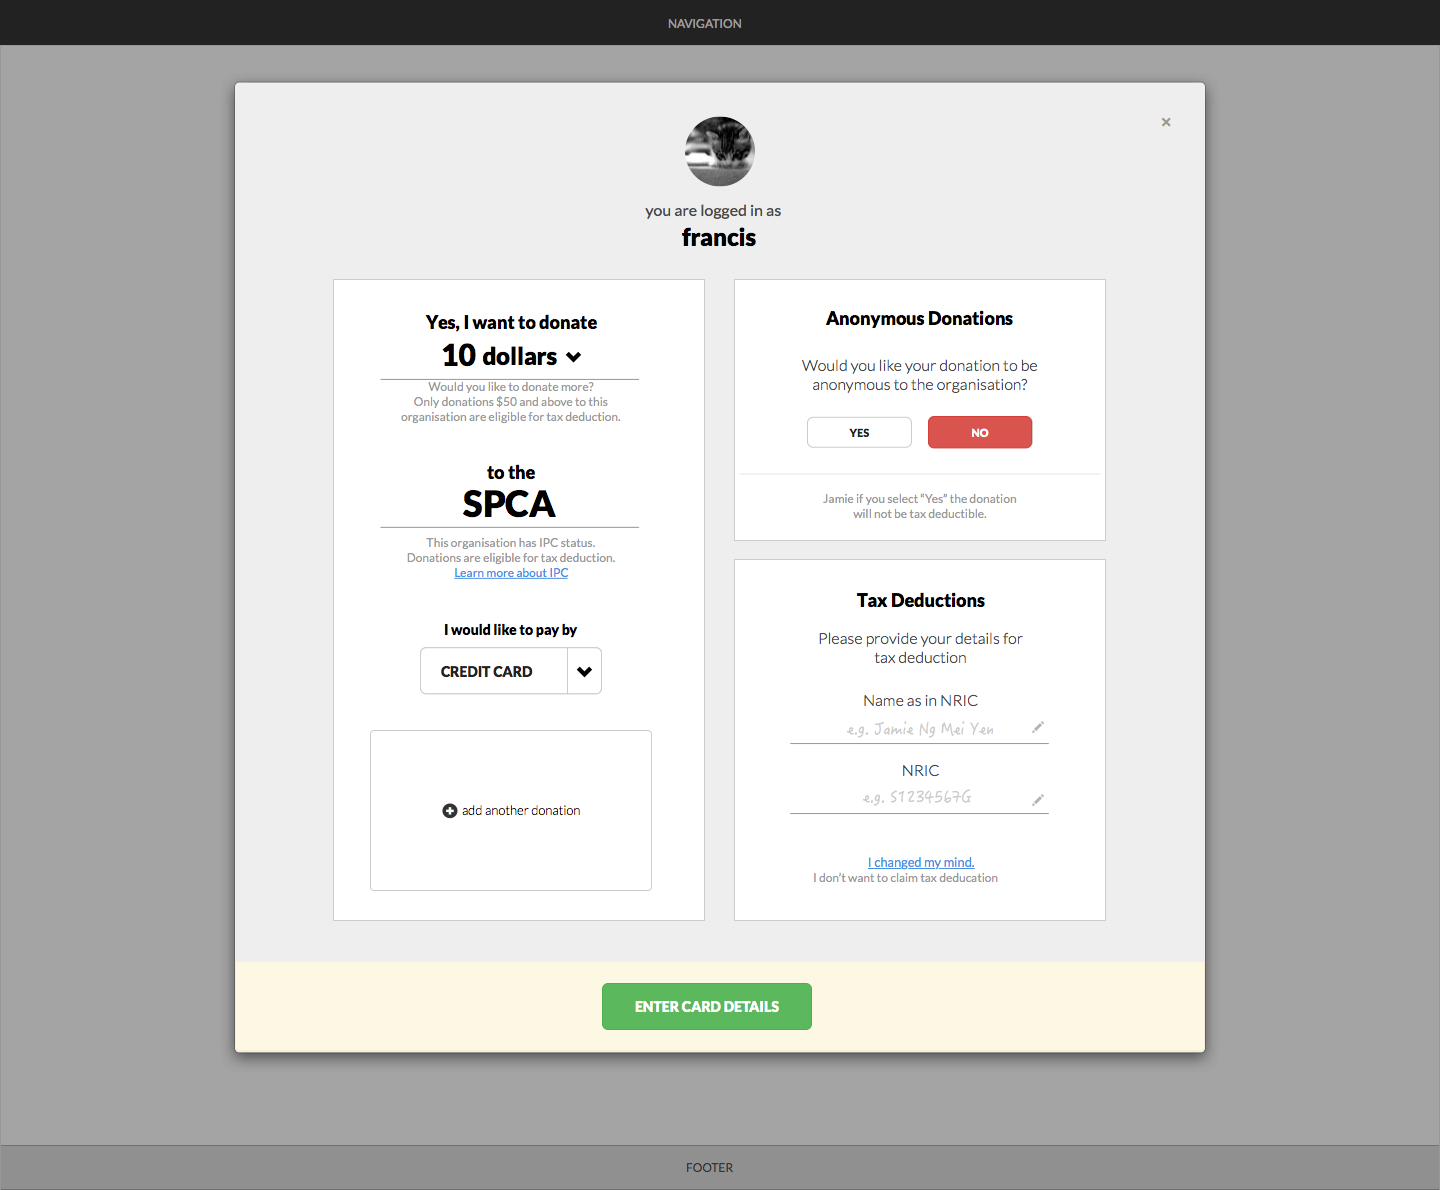 NAVIGATION
×
you are logged in as
francis
Yes, I want to donate
10 dollars
Would you like to donate more?
Only donations $50 and above to this
organisation are eligible for tax deduction.
to the
SPCA
This organisation has IPC status.
Donations are eligible for tax deduction.
Learn more about IPC
I would like to pay by
CREDIT CARD
add another donation
Anonymous Donations
Would you like your donation to be
anonymous to the organisation?
YES
NO
Jamie if you select “Yes” the donation
will not be tax deductible.
Tax Deductions
Please provide your details for
tax deduction
Name as in NRIC
e.g. Jamie Ng Mei Yen
NRIC
e.g. S1234567G
I changed my mind.
I don't want to claim tax deducation
ENTER CARD DETAILS
FOOTER